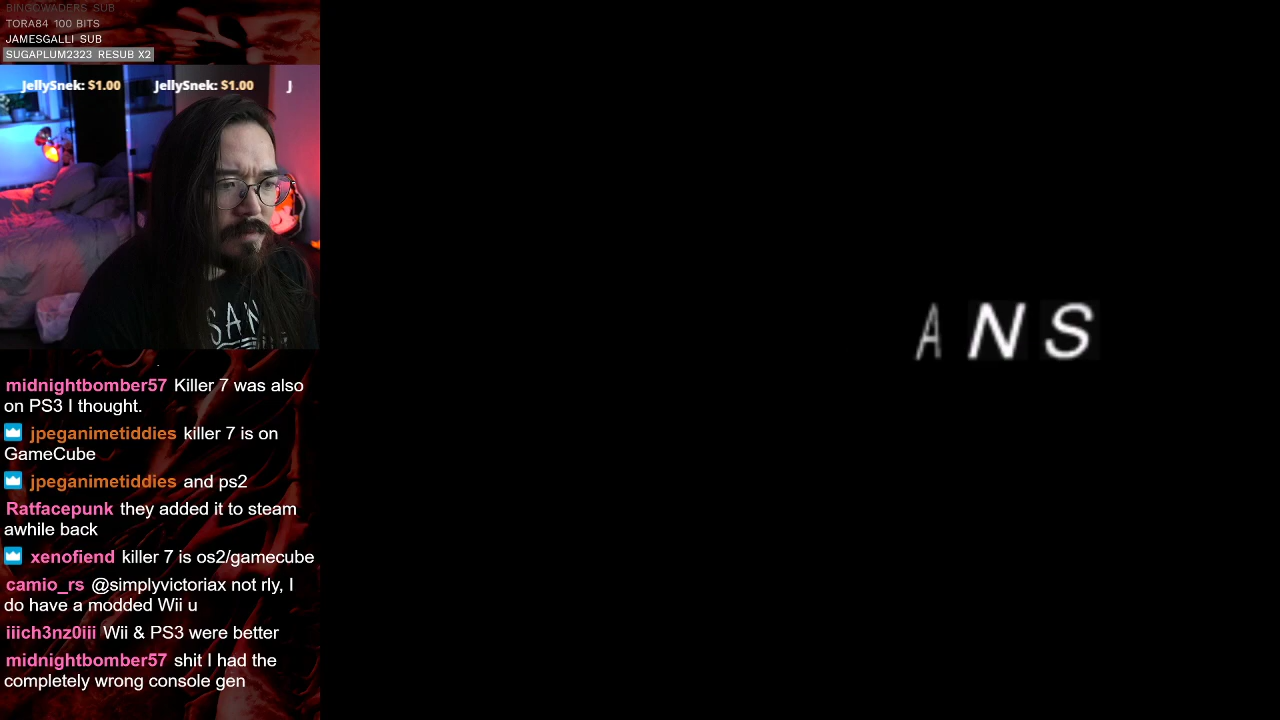 BINGOWADERS SUB
TORA84 100 BITS
JAMESGALLI SUB
SUGAPLUM2323 RESUB X2
JellySnek: $1.00 JellySnek: $1.00 J
SAN
A N S
midnightbomber57 Killer 7 was also
on PS3 I thought.
jpeganimetiddies killer 7 is on
GameCube
jpeganimetiddies and ps2
Ratfacepunk they added it to steam
awhile back
xenofiend killer 7 is os2/gamecube
camio_rs @simplyvictoriax not rly, I
do have a modded Wii u
iiich3nz0iii Wii & PS3 were better
midnightbomber57 shit I had the
completely wrong console gen